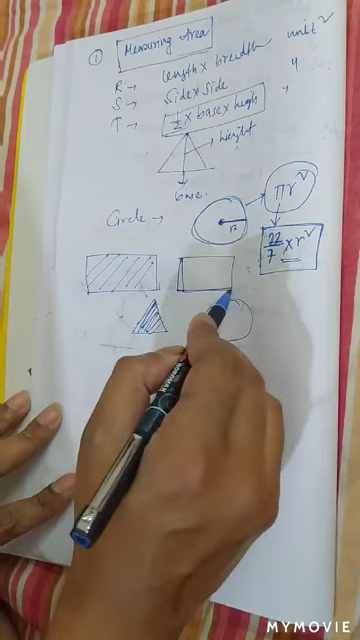 ① Measuring Area
R → length x breadth unit²
S → Side x Side "
T → 1/2 x base x heigh "
height
base.
Circle → r πr²
22/7 x r²
MYMOVIE